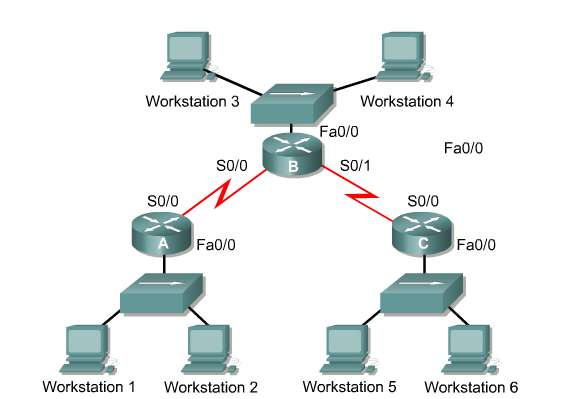 Workstation 3
Workstation 4
Fa0/0
Fa0/0
B
S0/0
S0/1
S0/0
S0/0
A
Fa0/0
C
Fa0/0
Workstation 1
Workstation 2
Workstation 5
Workstation 6